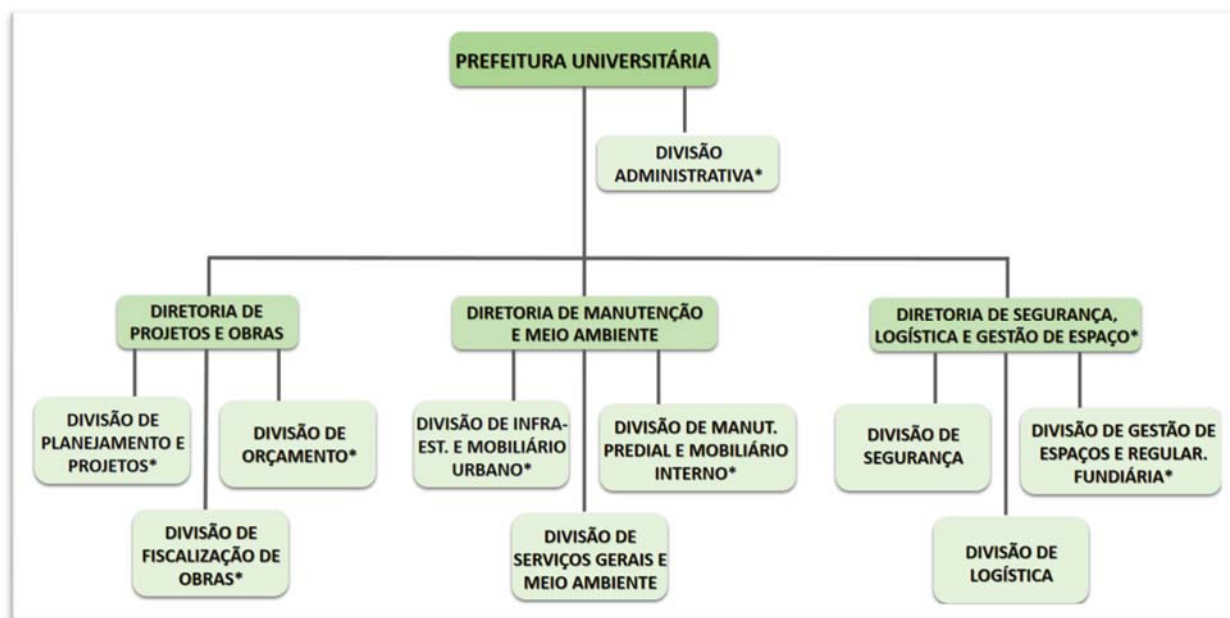 PREFEITURA UNIVERSITÁRIA
DIVISÃO
ADMINISTRATIVA*
DIRETORIA DE
PROJETOS E OBRAS
DIRETORIA DE MANUTENÇÃO
E MEIO AMBIENTE
DIRETORIA DE SEGURANÇA,
LOGÍSTICA E GESTÃO DE ESPAÇO*
DIVISÃO DE
PLANEJAMENTO E
PROJETOS*
DIVISÃO DE
ORÇAMENTO*
DIVISÃO DE INFRA-
EST. E MOBILIÁRIO
URBANO*
DIVISÃO DE MANUT.
PREDIAL E MOBILIÁRIO
INTERNO*
DIVISÃO DE
SEGURANÇA
DIVISÃO DE GESTÃO DE
ESPAÇOS E REGULAR.
FUNDIÁRIA*
DIVISÃO DE
FISCALIZAÇÃO DE
OBRAS*
DIVISÃO DE
SERVIÇOS GERAIS E
MEIO AMBIENTE
DIVISÃO DE
LOGÍSTICA